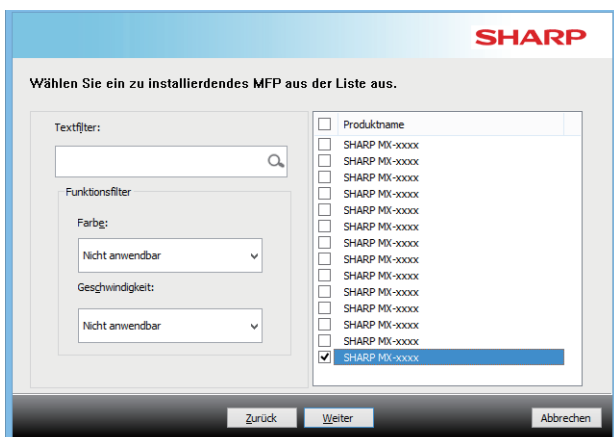 SHARP
Wählen Sie ein zu installierdendes MFP aus der Liste aus.
Textfilter:
Funktionsfilter
Farbe:
Nicht anwendbar
Geschwindigkeit:
Nicht anwendbar
Produktname
SHARP MX-xxxx
SHARP MX-xxxx
SHARP MX-xxxx
SHARP MX-xxxx
SHARP MX-xxxx
SHARP MX-xxxx
SHARP MX-xxxx
SHARP MX-xxxx
SHARP MX-xxxx
SHARP MX-xxxx
SHARP MX-xxxx
SHARP MX-xxxx
SHARP MX-xxxx
SHARP MX-xxxx
Zurück Weiter Abbrechen